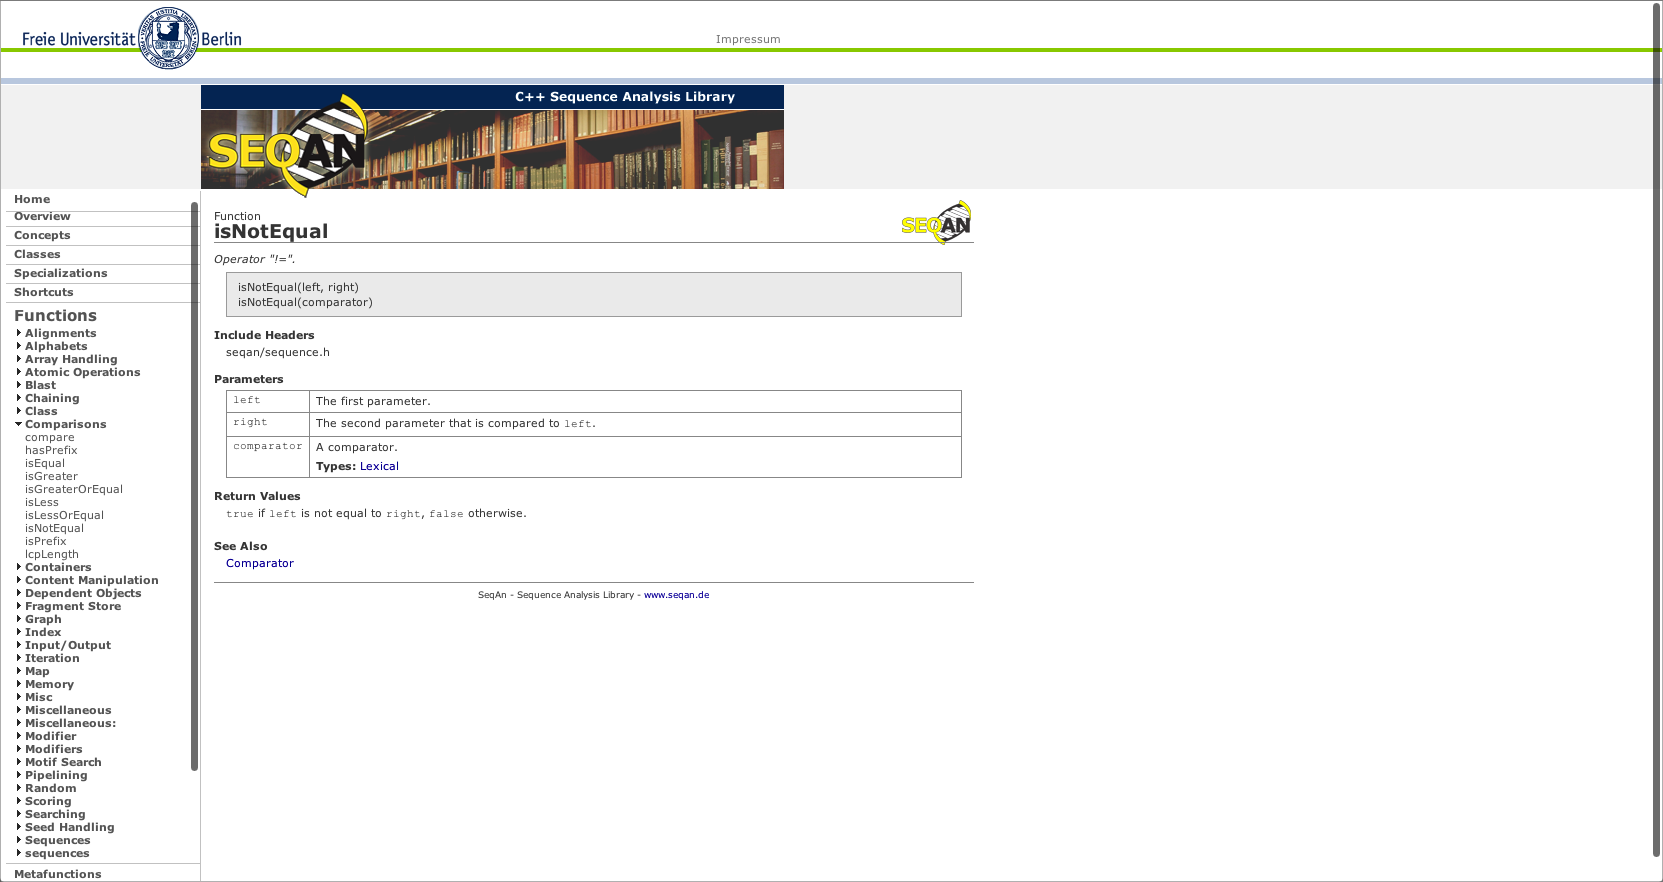 Freie Universität Berlin
Impressum
C++ Sequence Analysis Library
SEQAN
Home
Overview
Concepts
Classes
Specializations
Shortcuts
Functions
Alignments
Alphabets
Array Handling
Atomic Operations
Blast
Chaining
Class
Comparisons
compare
hasPrefix
isEqual
isGreater
isGreaterOrEqual
isLess
isLessOrEqual
isNotEqual
isPrefix
lcpLength
Containers
Content Manipulation
Dependent Objects
Fragment Store
Graph
Index
Input/Output
Iteration
Map
Memory
Misc
Miscellaneous
Miscellaneous:
Modifier
Modifiers
Motif Search
Pipelining
Random
Scoring
Searching
Seed Handling
Sequences
sequences
Metafunctions
Function
isNotEqual
SEQAN
Operator "!=".
isNotEqual(left, right)
isNotEqual(comparator)
Include Headers
seqan/sequence.h
Parameters
left The first parameter.
right The second parameter that is compared to left.
comparator A comparator.
Types: Lexical
Return Values
true if left is not equal to right, false otherwise.
See Also
Comparator
SeqAn - Sequence Analysis Library - www.seqan.de